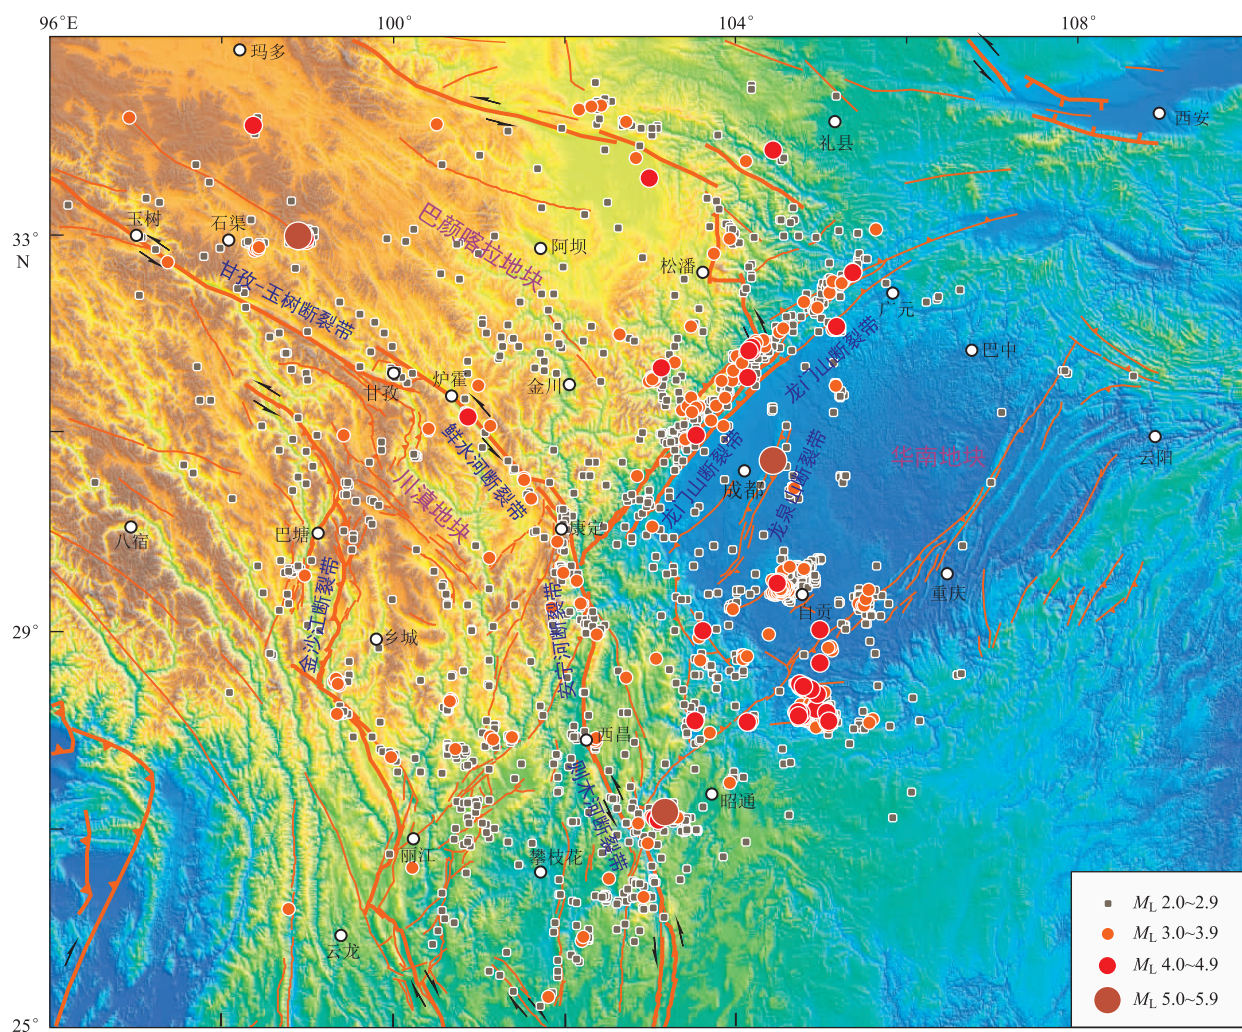 96°E
100°
104°
108°
玛多
西安
礼县
玉树
石渠
巴颜喀拉地块
阿坝
33°
N
松潘
甘孜-玉树断裂带
广元
巴中
龙门山断裂带
甘孜
炉霍
金川
鲜水河断裂带
川滇地块
龙门山断裂带
成都
龙泉山断裂带
华南地块
云阳
八宿
巴塘
康定
金沙江断裂带
安宁河断裂带
自贡
重庆
29°
乡城
西昌
则木河断裂带
昭通
丽江
攀枝花
云龙
25°
ML 2.0~2.9
ML 3.0~3.9
ML 4.0~4.9
ML 5.0~5.9